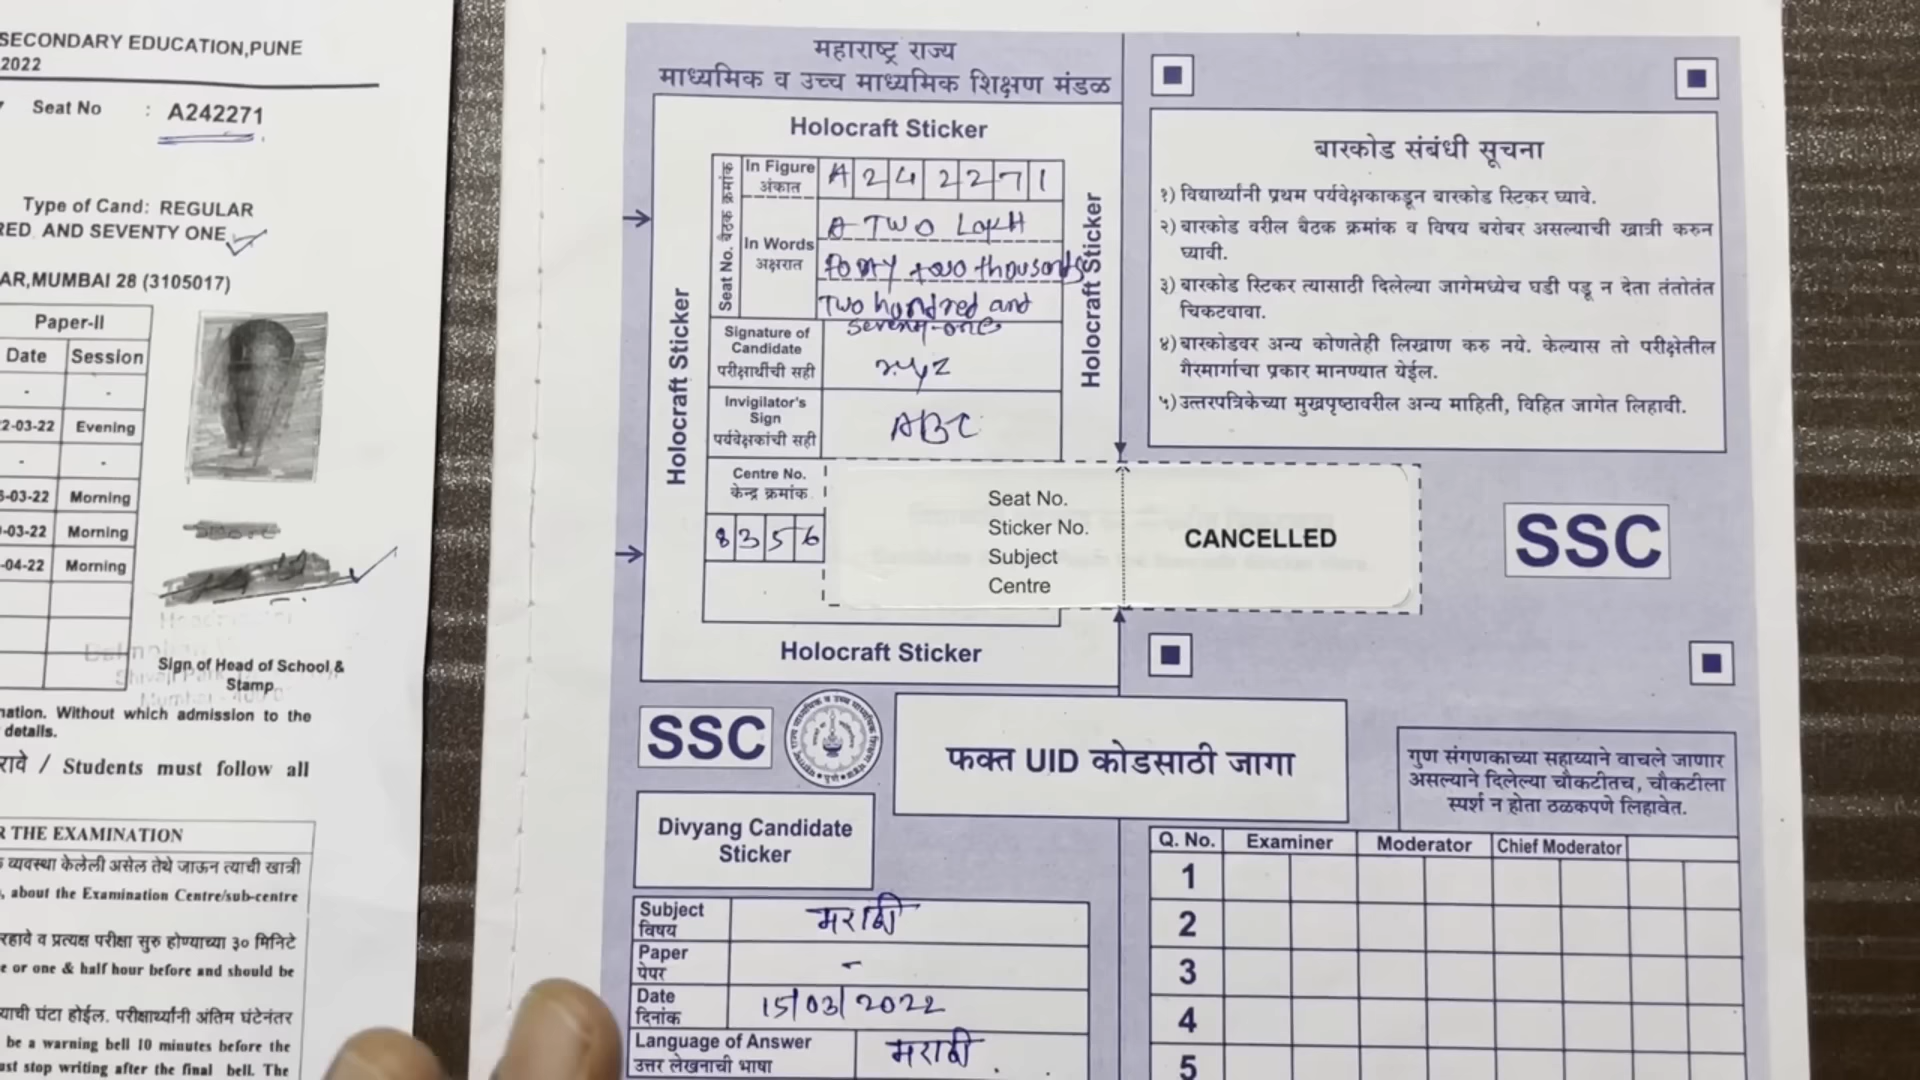 SECONDARY EDUCATION,PUNE
2022
Seat No : A242271
Type of Cand: REGULAR
RED AND SEVENTY ONE
AR,MUMBAI 28 (3105017)
Paper-II
Date Session
- -
2-03-22 Evening
- -
6-03-22 Morning
-03-22 Morning
-04-22 Morning
Sign of Head of School &
Stamp
nation. Without which admission to the
details.
रावे / Students must follow all
R THE EXAMINATION
व्यवस्था केलेली असेल तेथे जाऊन त्याची खात्री
, about the Examination Centre/sub-centre
रहावे व प्रत्यक्ष परीक्षा सुरु होण्याच्या ३० मिनिटे
e or one & half hour before and should be
याची घंटा होईल. परीक्षार्थ्यांनी अंतिम घंटेनंतर
be a warning bell 10 minutes before the
ust stop writing after the final bell. The
महाराष्ट्र राज्य
माध्यमिक व उच्च माध्यमिक शिक्षण मंडळ
Holocraft Sticker
Holocraft Sticker
Holocraft Sticker
Seat No. बैठक क्रमांक
In Figure
अंकात
A 2 4 2 2 7 1
In Words
अक्षरात
A TWO LakH
forty two thousands
Two hundred and
seventy-one
Signature of
Candidate
परीक्षार्थीची सही
xyz
Invigilator's
Sign
पर्यवेक्षकांची सही
ABC
Centre No.
केन्द्र क्रमांक
8 3 5 6
Seat No.
Sticker No.
Subject
Centre
CANCELLED
Holocraft Sticker
बारकोड संबंधी सूचना
१) विद्यार्थ्यांनी प्रथम पर्यवेक्षकाकडून बारकोड स्टिकर घ्यावे.
२) बारकोड वरील बैठक क्रमांक व विषय बरोबर असल्याची खात्री करुन
घ्यावी.
३) बारकोड स्टिकर त्यासाठी दिलेल्या जागेमध्येच घडी पडू न देता तंतोतंत
चिकटवावा.
४) बारकोडवर अन्य कोणतेही लिखाण करु नये. केल्यास तो परीक्षेतील
गैरमार्गाचा प्रकार मानण्यात येईल.
५) उत्तरपत्रिकेच्या मुखपृष्ठावरील अन्य माहिती, विहित जागेत लिहावी.
SSC
SSC
फक्त UID कोडसाठी जागा
गुण संगणकाच्या सहाय्याने वाचले जाणार
असल्याने दिलेल्या चौकटीतच, चौकटीला
स्पर्श न होता ठळकपणे लिहावेत.
Divyang Candidate
Sticker
Subject
विषय
मराठी
Paper
पेपर
-
Date
दिनांक
15/03/2022
Language of Answer
उत्तर लेखनाची भाषा
मराठी
Q. No. Examiner Moderator Chief Moderator
1
2
3
4
5